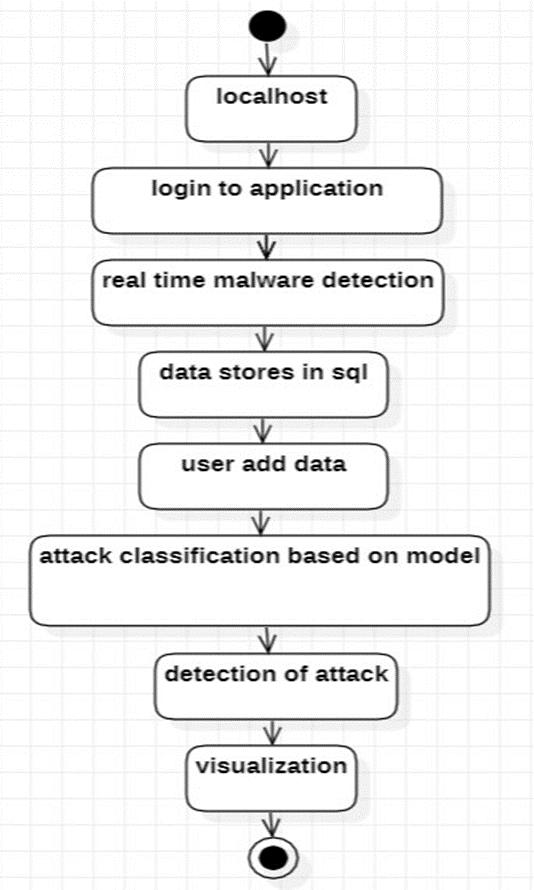 localhost
login to application
real time malware detection
data stores in sql
user add data
attack classification based on model
detection of attack
visualization